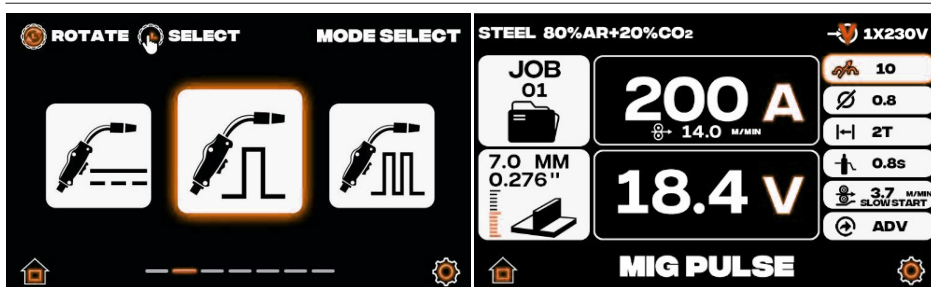 ROTATE SELECT MODE SELECT
STEEL 80%AR+20%CO₂ 1X230V
JOB
01
200 A
14.0 M/MIN
7.0 MM
0.276"
18.4 V
10
0.8
2T
0.8s
3.7 M/MIN
SLOW START
ADV
MIG PULSE